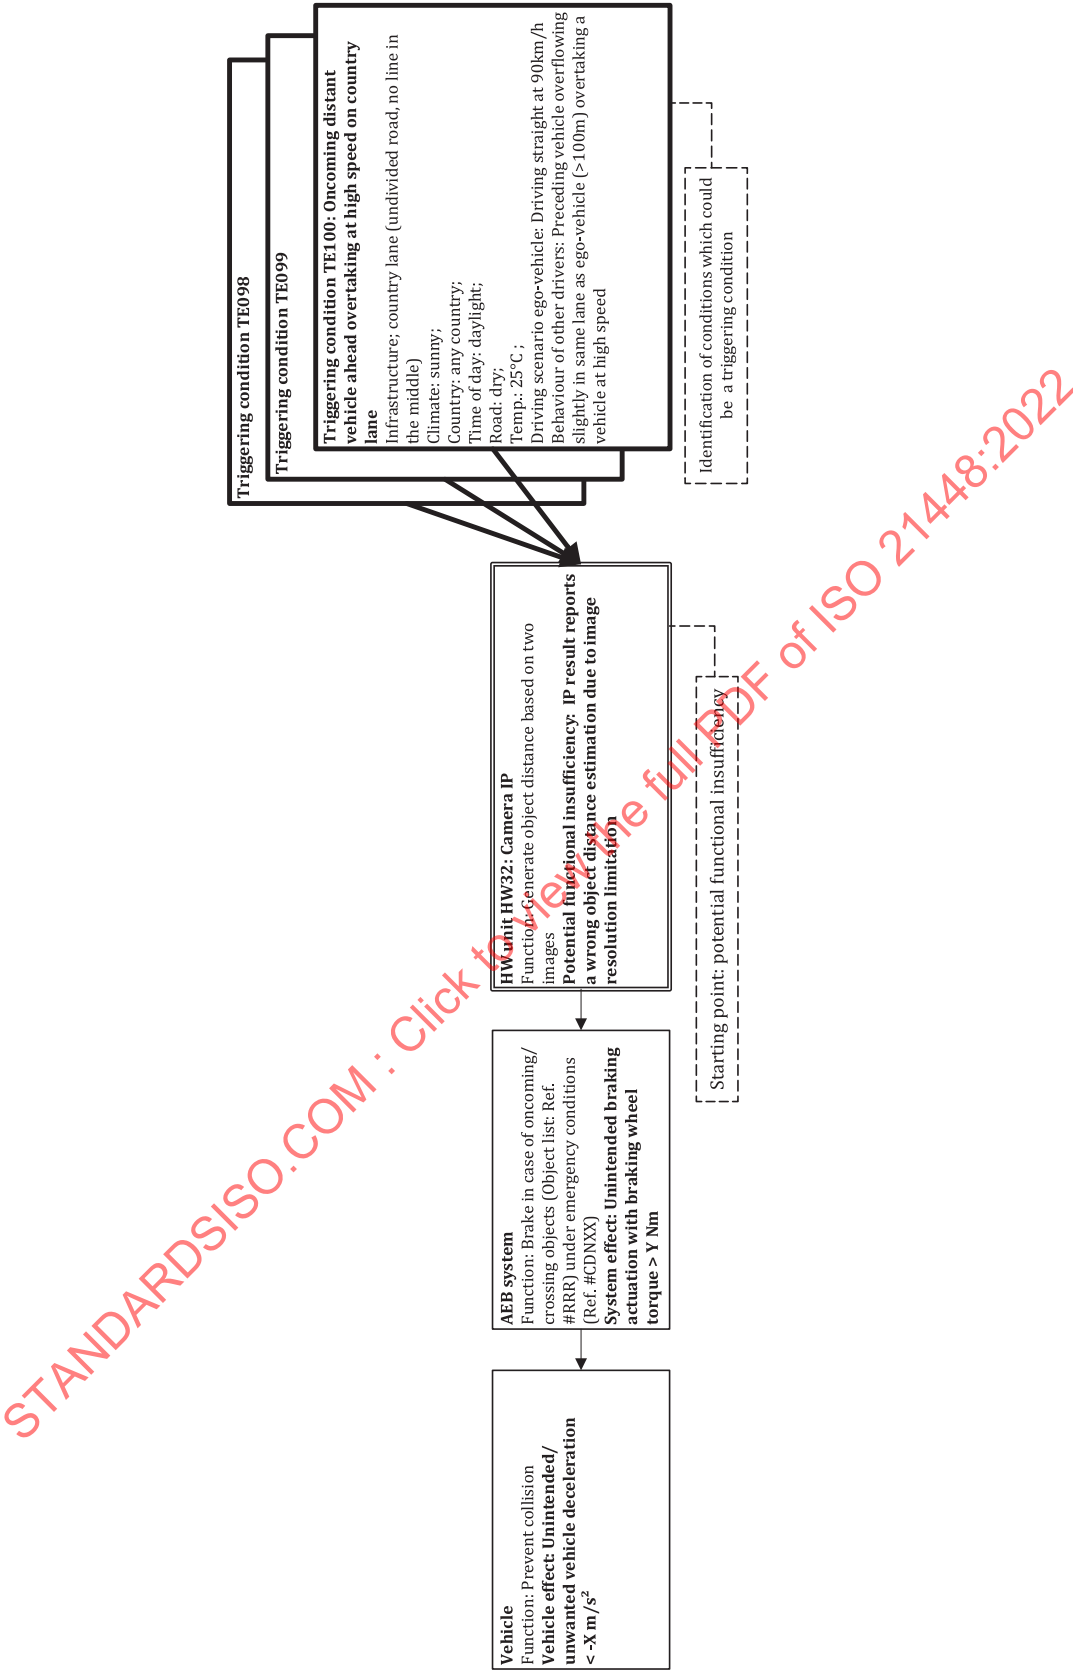 Vehicle
Function: Prevent collision
Vehicle effect: Unintended/
unwanted vehicle deceleration
< -X m/s²
AEB system
Function: Brake in case of oncoming/
crossing objects (Object list: Ref.
#RRR) under emergency conditions
(Ref. #CDNXX)
System effect: Unintended braking
actuation with braking wheel
torque > Y Nm
HW unit HW32: Camera IP
Function: Generate object distance based on two
images
Potential functional insufficiency: IP result reports
a wrong object distance estimation due to image
resolution limitation
Starting point: potential functional insufficiency
Triggering condition TE098
Triggering condition TE099
Triggering condition TE100: Oncoming distant
vehicle ahead overtaking at high speed on country
lane
Infrastructure; country lane (undivided road, no line in
the middle)
Climate: sunny;
Country: any country;
Time of day: daylight;
Road: dry;
Temp.: 25°C ;
Driving scenario ego-vehicle: Driving straight at 90km/h
Behaviour of other drivers: Preceding vehicle overflowing
slightly in same lane as ego-vehicle (>100m) overtaking a
vehicle at high speed
Identification of conditions which could
be a triggering condition
STANDARDSISO.COM : Click to view the full PDF of ISO 21448:2022